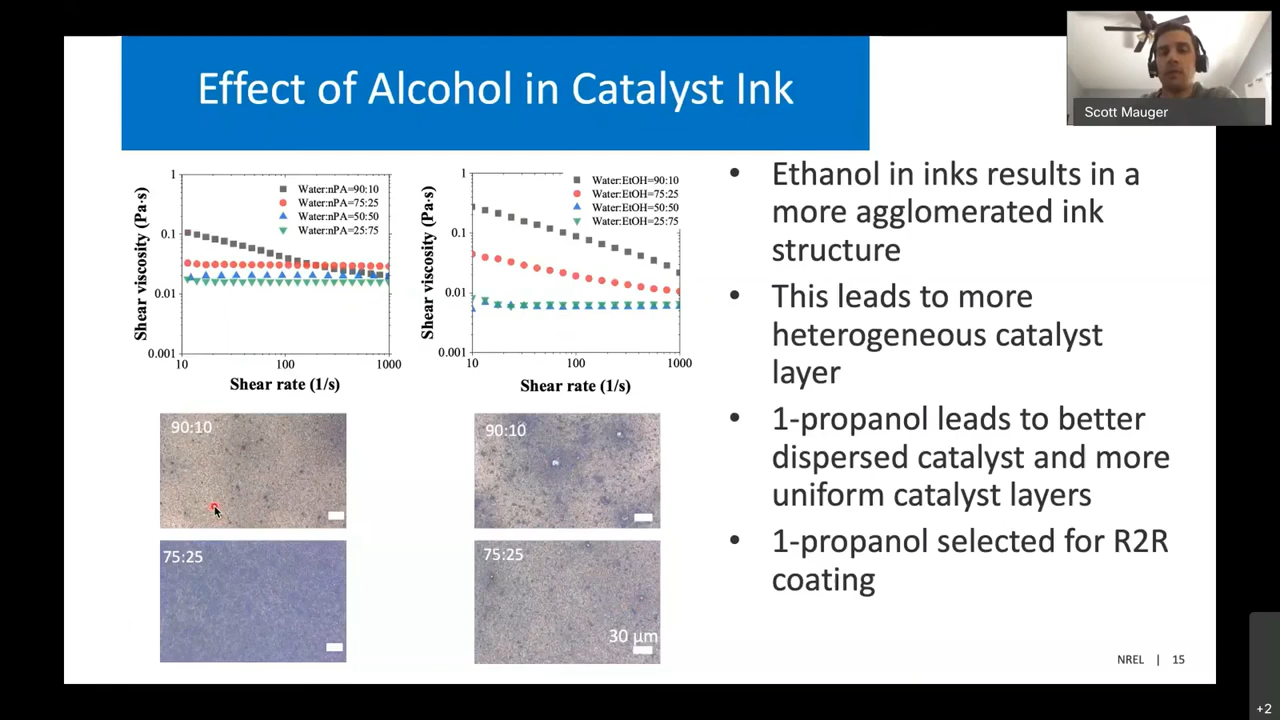 Effect of Alcohol in Catalyst Ink
Scott Mauger
1
0.1
0.01
0.001
10
100
1000
Shear viscosity (Pa·s)
Shear rate (1/s)
Water:nPA=90:10
Water:nPA=75:25
Water:nPA=50:50
Water:nPA=25:75
1
0.1
0.01
0.001
10
100
1000
Shear viscosity (Pa·s)
Shear rate (1/s)
Water:EtOH=90:10
Water:EtOH=75:25
Water:EtOH=50:50
Water:EtOH=25:75
90:10
90:10
75:25
75:25
30 µm
• Ethanol in inks results in a
more agglomerated ink
structure
• This leads to more
heterogeneous catalyst
layer
• 1-propanol leads to better
dispersed catalyst and more
uniform catalyst layers
• 1-propanol selected for R2R
coating
NREL | 15
+2